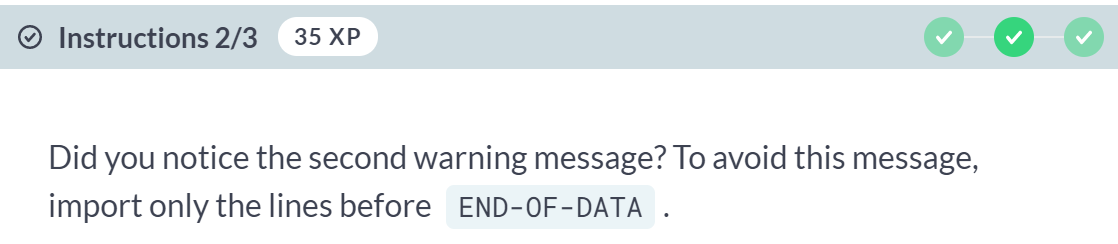 Instructions 2/3 35 XP
Did you notice the second warning message? To avoid this message,
import only the lines before END-OF-DATA .